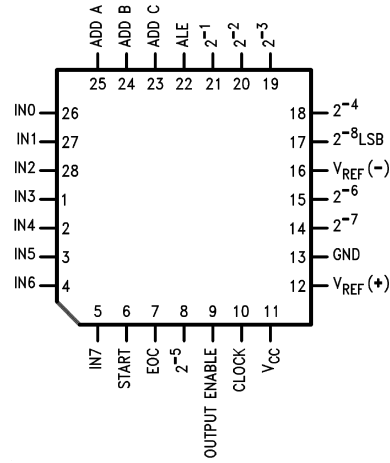 ADD A
ADD B
ADD C
ALE
2⁻¹
2⁻²
2⁻³
25 24 23 22 21 20 19
IN0 26
IN1 27
IN2 28
IN3 1
IN4 2
IN5 3
IN6 4
18 2⁻⁴
17 2⁻⁸LSB
16 VREF(−)
15 2⁻⁶
14 2⁻⁷
13 GND
12 VREF(+)
5 6 7 8 9 10 11
IN7
START
EOC
2⁻⁵
OUTPUT ENABLE
CLOCK
VCC